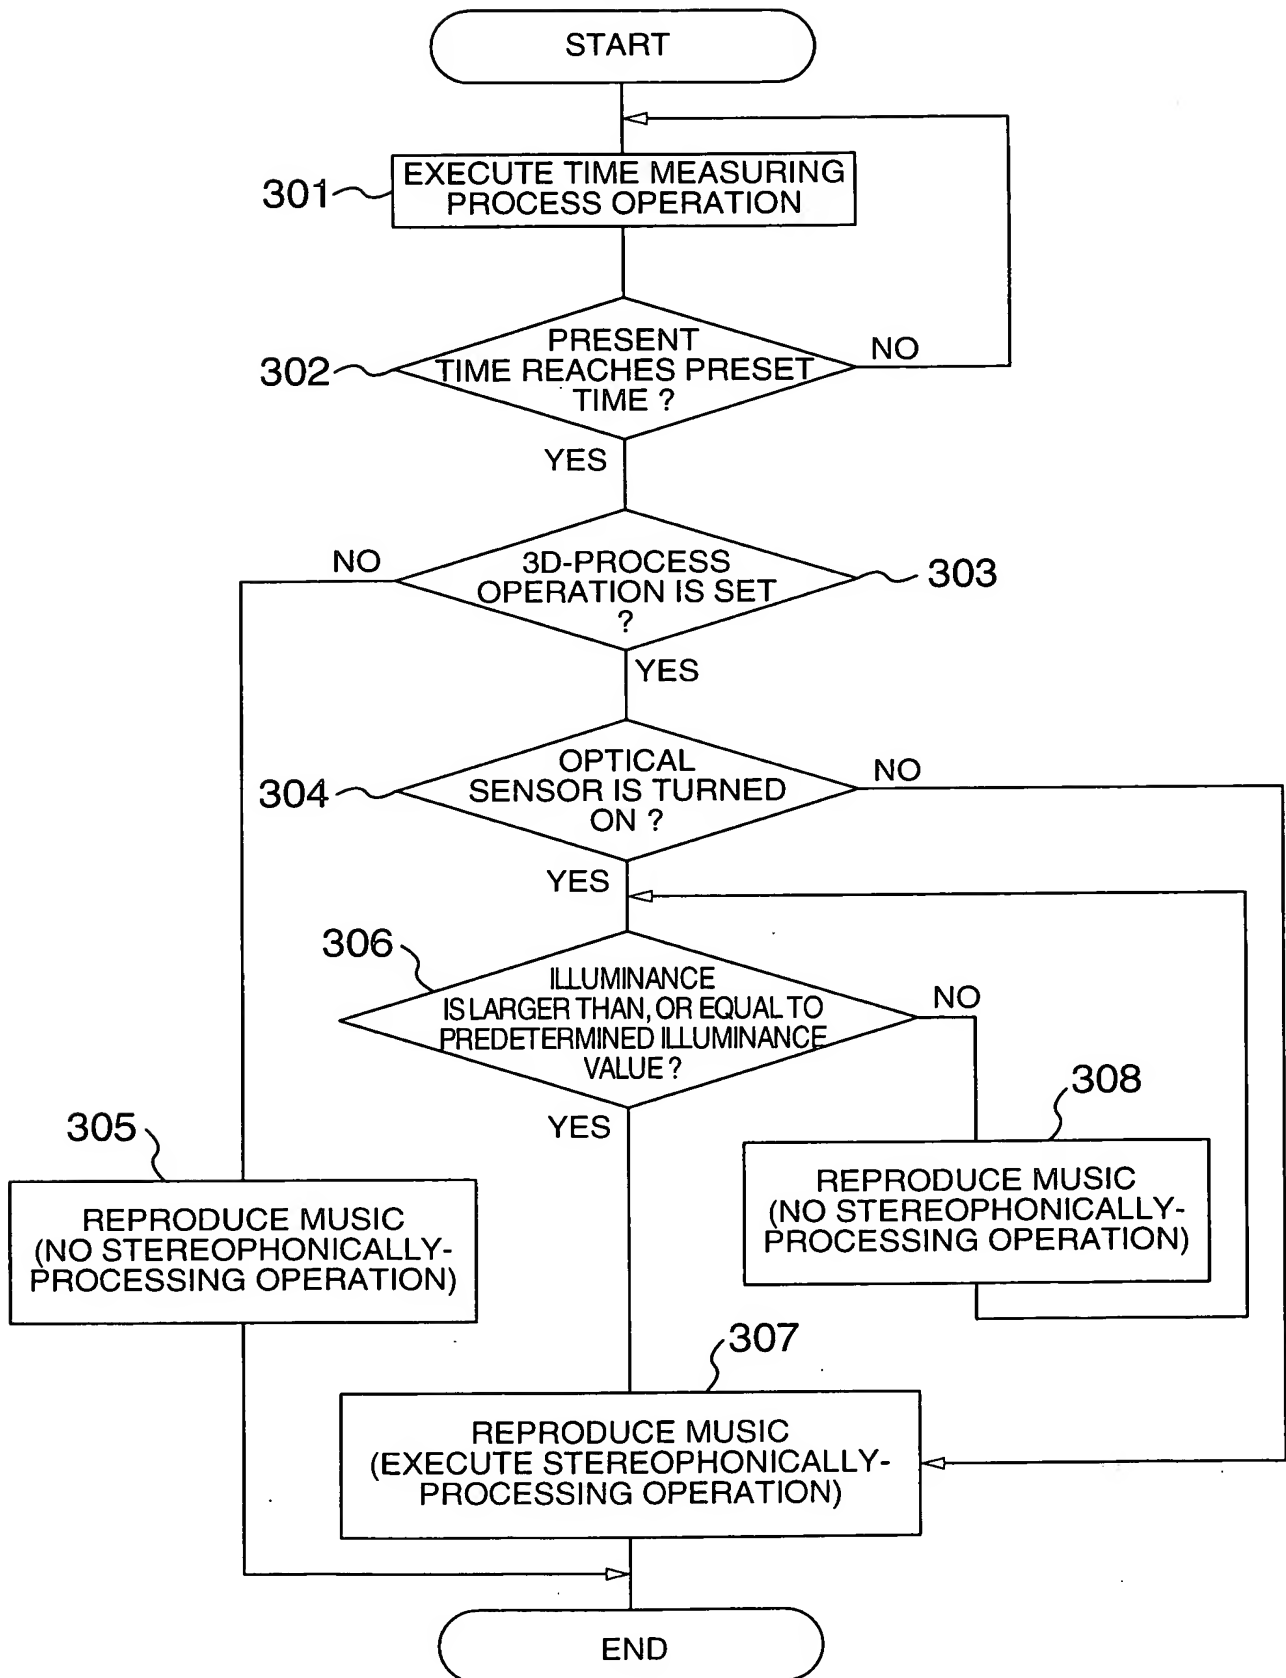 START
301
EXECUTE TIME MEASURING
PROCESS OPERATION
302
PRESENT
TIME REACHES PRESET
TIME ?
NO
YES
NO
3D-PROCESS
OPERATION IS SET
?
303
YES
304
OPTICAL
SENSOR IS TURNED
ON ?
NO
YES
306
ILLUMINANCE
IS LARGER THAN, OR EQUAL TO
PREDETERMINED ILLUMINANCE
VALUE ?
NO
YES
308
REPRODUCE MUSIC
(NO STEREOPHONICALLY-
PROCESSING OPERATION)
305
REPRODUCE MUSIC
(NO STEREOPHONICALLY-
PROCESSING OPERATION)
307
REPRODUCE MUSIC
(EXECUTE STEREOPHONICALLY-
PROCESSING OPERATION)
END